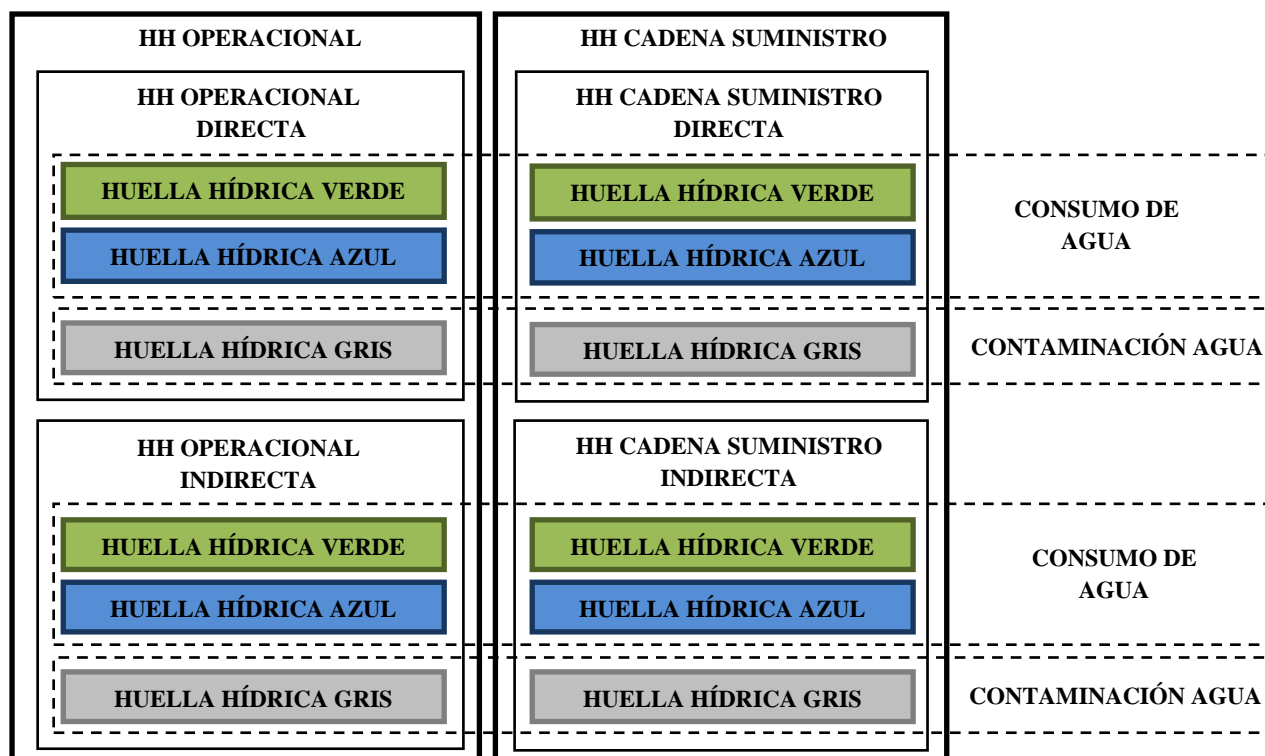 HH OPERACIONAL
HH OPERACIONAL
DIRECTA
HUELLA HÍDRICA VERDE
HUELLA HÍDRICA AZUL
HUELLA HÍDRICA GRIS
HH OPERACIONAL
INDIRECTA
HUELLA HÍDRICA VERDE
HUELLA HÍDRICA AZUL
HUELLA HÍDRICA GRIS
HH CADENA SUMINISTRO
HH CADENA SUMINISTRO
DIRECTA
HUELLA HÍDRICA VERDE
HUELLA HÍDRICA AZUL
HUELLA HÍDRICA GRIS
HH CADENA SUMINISTRO
INDIRECTA
HUELLA HÍDRICA VERDE
HUELLA HÍDRICA AZUL
HUELLA HÍDRICA GRIS
CONSUMO DE
AGUA
CONTAMINACIÓN AGUA
CONSUMO DE
AGUA
CONTAMINACIÓN AGUA